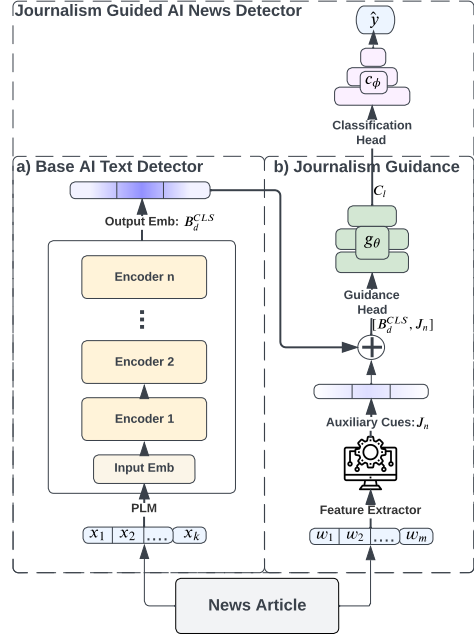 Journalism Guided AI News Detector
ŷ
c_ϕ
Classification
Head
a) Base AI Text Detector
b) Journalism Guidance
C_l
Output Emb: B_d^{CLS}
g_θ
Encoder n
Guidance
Head
[B_d^{CLS}, J_n]
Encoder 2
Auxiliary Cues: J_n
Encoder 1
Input Emb
PLM
Feature Extractor
x_1 x_2 .... x_k
w_1 w_2 .... w_m
News Article